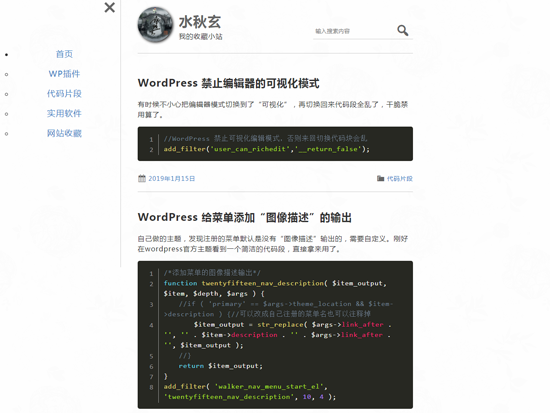 水秋玄
我的收藏小站
输入搜索内容
首页
WP插件
代码片段
实用软件
网站收藏
WordPress 禁止编辑器的可视化模式
有时候不小心把编辑器模式切换到了“可视化”，再切换回来代码段全乱了，干脆禁
用算了。
1 //WordPress 禁止可视化编辑模式，否则来回切换代码块全乱
2 add_filter('user_can_richedit','__return_false');
2019年1月15日 代码片段
WordPress 给菜单添加“图像描述”的输出
自己做的主题，发现注册的菜单默认是没有“图像描述”输出的，需要自定义。刚好
在wordpress官方主题看到一个简洁的代码段，直接拿来用了。
1 /*添加菜单的图像描述输出*/
2 function twentyfifteen_nav_description( $item_output,
$item, $depth, $args ) {
3 //if ( 'primary' == $args->theme_location && $item-
>description ) {//可以改成自己注册的菜单名也可以注释掉
4 $item_output = str_replace( $args->link_after .
'', '' . $item->description . '' . $args->link_after .
'', $item_output );
5 //}
6 return $item_output;
7 }
8 add_filter( 'walker_nav_menu_start_el',
'twentyfifteen_nav_description', 10, 4 );